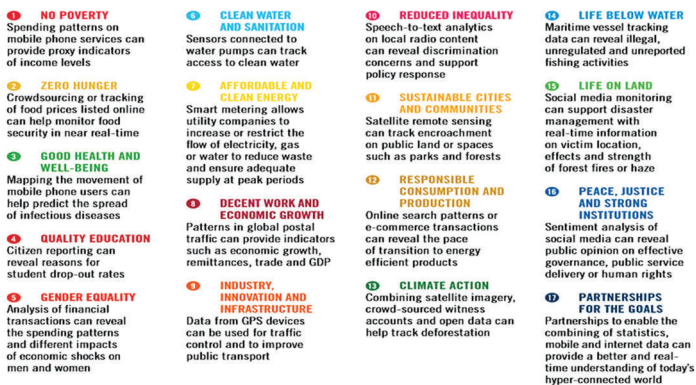 1 NO POVERTY
Spending patterns on
mobile phone services can
provide proxy indicators
of income levels
2 ZERO HUNGER
Crowdsourcing or tracking
of food prices listed online
can help monitor food
security in near real-time
3 GOOD HEALTH AND
WELL-BEING
Mapping the movement of
mobile phone users can
help predict the spread
of infectious diseases
4 QUALITY EDUCATION
Citizen reporting can
reveal reasons for
student drop-out rates
5 GENDER EQUALITY
Analysis of financial
transactions can reveal
the spending patterns
and different impacts
of economic shocks on
men and women
6 CLEAN WATER
AND SANITATION
Sensors connected to
water pumps can track
access to clean water
7 AFFORDABLE AND
CLEAN ENERGY
Smart metering allows
utility companies to
increase or restrict the
flow of electricity, gas
or water to reduce waste
and ensure adequate
supply at peak periods
8 DECENT WORK AND
ECONOMIC GROWTH
Patterns in global postal
traffic can provide indicators
such as economic growth,
remittances, trade and GDP
9 INDUSTRY,
INNOVATION AND
INFRASTRUCTURE
Data from GPS devices
can be used for traffic
control and to improve
public transport
10 REDUCED INEQUALITY
Speech-to-text analytics
on local radio content
can reveal discrimination
concerns and support
policy response
11 SUSTAINABLE CITIES
AND COMMUNITIES
Satellite remote sensing
can track encroachment
on public land or spaces
such as parks and forests
12 RESPONSIBLE
CONSUMPTION AND
PRODUCTION
Online search patterns or
e-commerce transactions
can reveal the pace
of transition to energy
efficient products
13 CLIMATE ACTION
Combining satellite imagery,
crowd-sourced witness
accounts and open data can
help track deforestation
14 LIFE BELOW WATER
Maritime vessel tracking
data can reveal illegal,
unregulated and unreported
fishing activities
15 LIFE ON LAND
Social media monitoring
can support disaster
management with
real-time information
on victim location,
effects and strength
of forest fires or haze
16 PEACE, JUSTICE
AND STRONG
INSTITUTIONS
Sentiment analysis of
social media can reveal
public opinion on effective
governance, public service
delivery or human rights
17 PARTNERSHIPS
FOR THE GOALS
Partnerships to enable the
combining of statistics,
mobile and internet data can
provide a better and real-
time understanding of today's
hyper-connected world